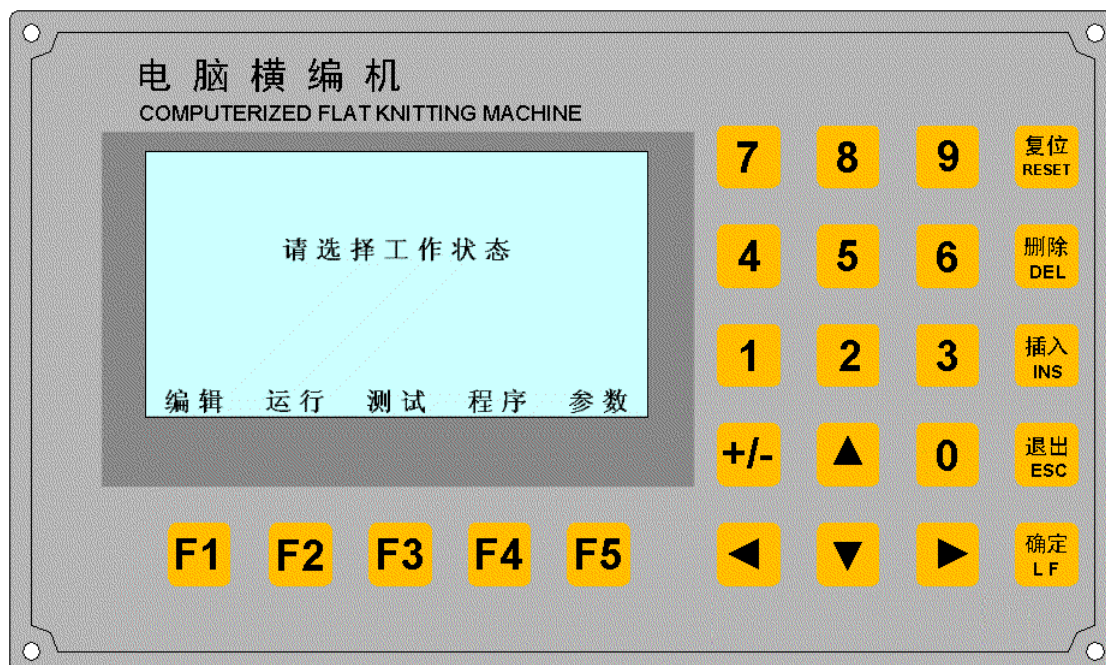 电脑横编机
COMPUTERIZED FLAT KNITTING MACHINE
请选择工作状态
编辑 运行 测试 程序 参数
7 8 9 复位
RESET
4 5 6 删除
DEL
1 2 3 插入
INS
+/- ▲ 0 退出
ESC
F1 F2 F3 F4 F5 ◀ ▼ ▶ 确定
LF